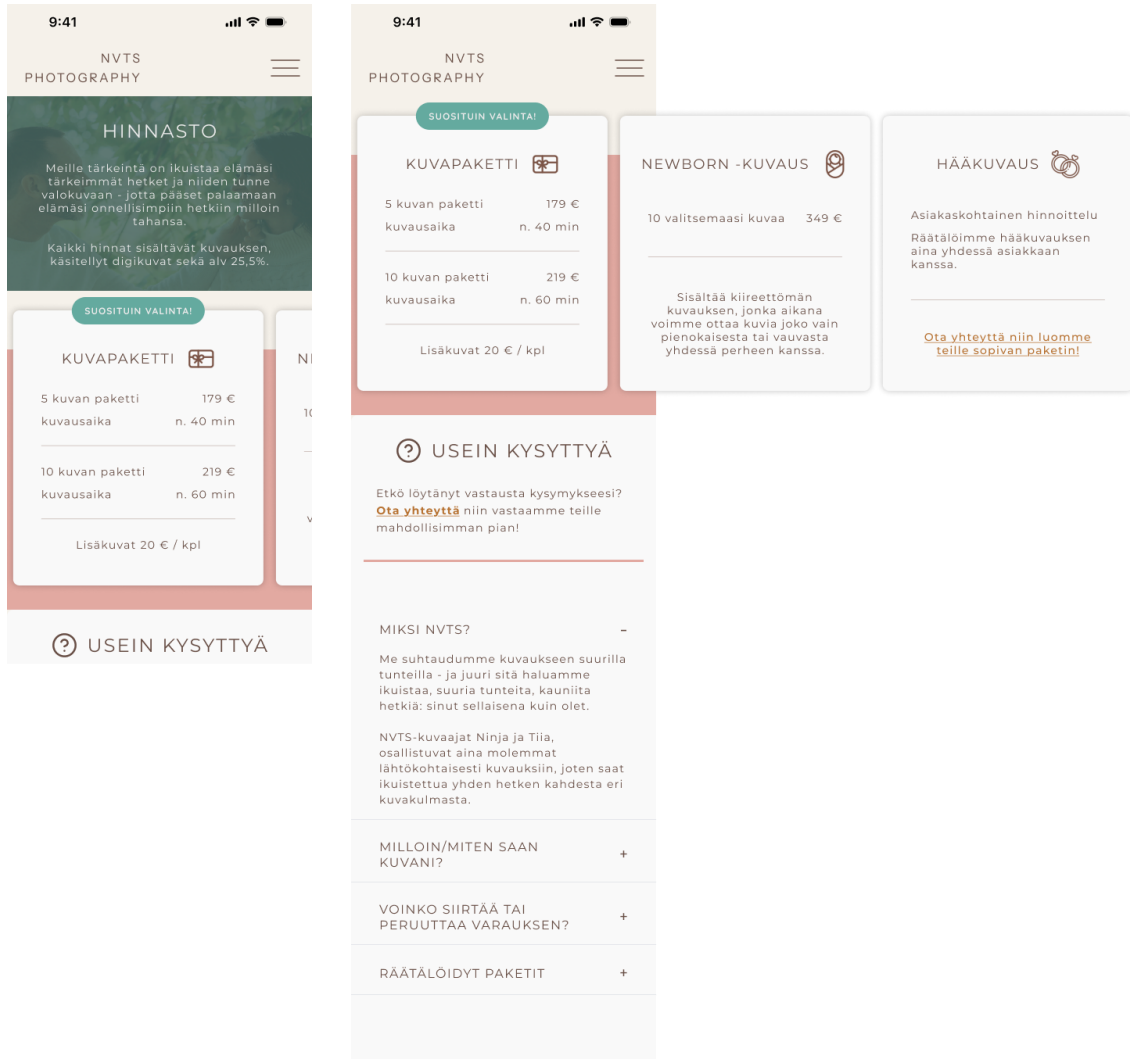 9:41
NVTS
PHOTOGRAPHY
HINNASTO
Meille tärkeintä on ikuistaa elämäsi
tärkeimmät hetket ja niiden tunne
valokuvaan - jotta pääset palaamaan
elämäsi onnellisimpiin hetkiin milloin
tahansa.
Kaikki hinnat sisältävät kuvauksen,
käsitellyt digikuvat sekä alv 25,5%.
SUOSITUIN VALINTA!
KUVAPAKETTI
5 kuvan paketti 179 €
kuvausaika n. 40 min
10 kuvan paketti 219 €
kuvausaika n. 60 min
Lisäkuvat 20 € / kpl
USEIN KYSYTTYÄ
9:41
NVTS
PHOTOGRAPHY
SUOSITUIN VALINTA!
KUVAPAKETTI
5 kuvan paketti 179 €
kuvausaika n. 40 min
10 kuvan paketti 219 €
kuvausaika n. 60 min
Lisäkuvat 20 € / kpl
NEWBORN -KUVAUS
10 valitsemaasi kuvaa 349 €
Sisältää kiireettömän
kuvauksen, jonka aikana
voimme ottaa kuvia joko vain
pienokaisesta tai vauvasta
yhdessä perheen kanssa.
HÄÄKUVAUS
Asiakaskohtainen hinnoittelu
Räätälöimme hääkuvauksen
aina yhdessä asiakkaan
kanssa.
Ota yhteyttä niin luomme
teille sopivan paketin!
USEIN KYSYTTYÄ
Etkö löytänyt vastausta kysymykseesi?
Ota yhteyttä niin vastaamme teille
mahdollisimman pian!
MIKSI NVTS? –
Me suhtaudumme kuvaukseen suurilla
tunteilla - ja juuri sitä haluamme
ikuistaa, suuria tunteita, kauniita
hetkiä: sinut sellaisena kuin olet.
NVTS-kuvaajat Ninja ja Tiia,
osallistuvat aina molemmat
lähtökohtaisesti kuvauksiin, joten saat
ikuistettua yhden hetken kahdesta eri
kuvakulmasta.
MILLOIN/MITEN SAAN
KUVANI? +
VOINKO SIIRTÄÄ TAI
PERUUTTAA VARAUKSEN? +
RÄÄTÄLÖIDYT PAKETIT +